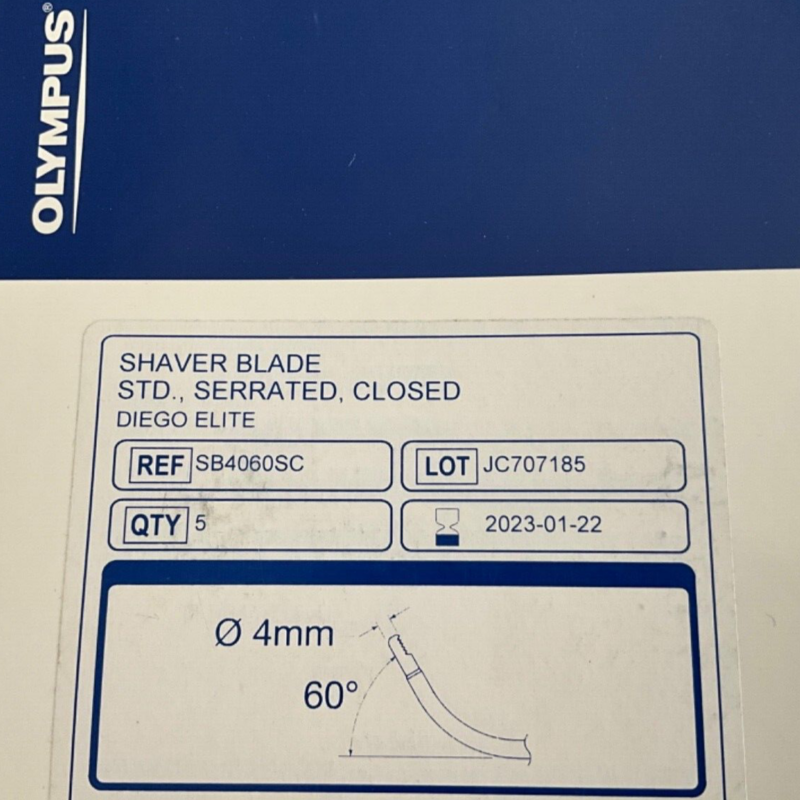 OLYMPUS®
SHAVER BLADE
STD., SERRATED, CLOSED
DIEGO ELITE
REF SB4060SC
LOT JC707185
QTY 5
2023-01-22
Ø 4mm
60°